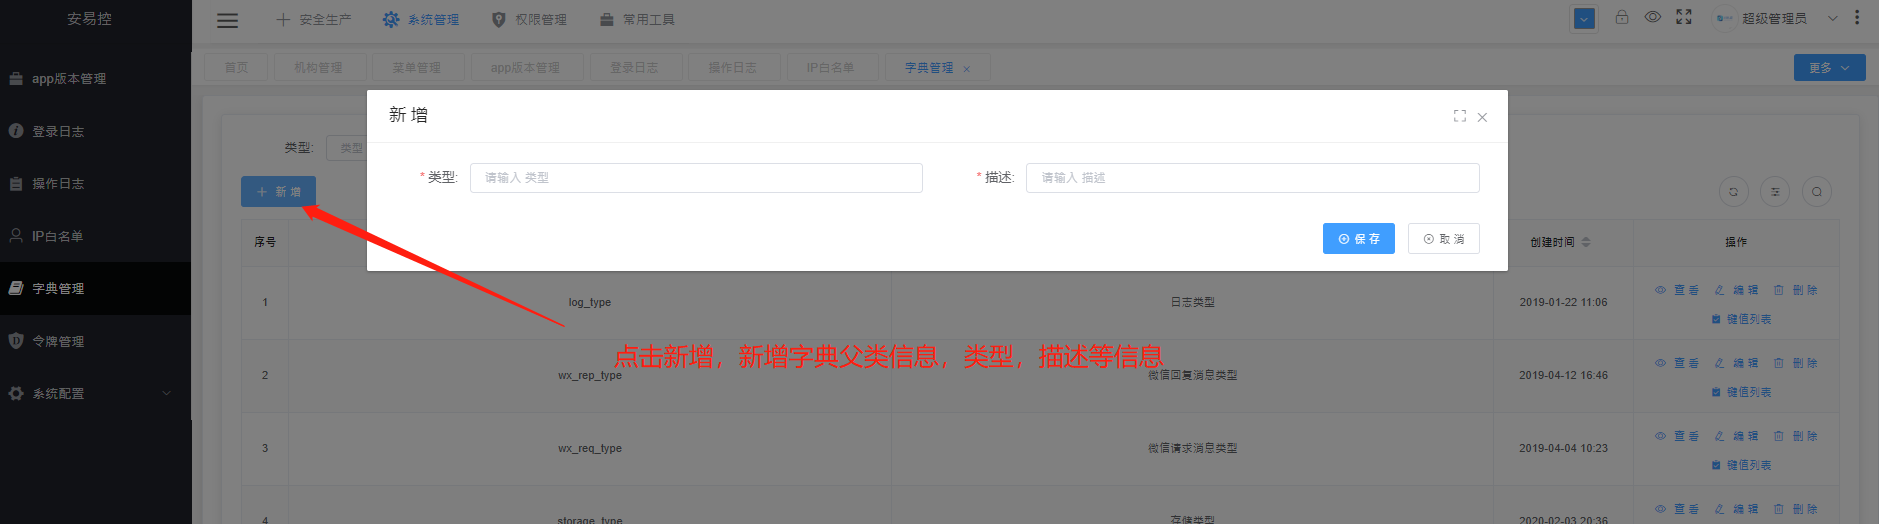 安易控
安全生产 系统管理 权限管理 常用工具 超级管理员
首页 机构管理 菜单管理 app版本管理 登录日志 操作日志 IP白名单 字典管理 更多
app版本管理
登录日志
操作日志
IP白名单
字典管理
令牌管理
系统配置
新增
*类型: 请输入 类型 *描述: 请输入 描述
保存 取消
类型: 类型
新增
序号 创建时间 操作
1 log_type 日志类型 2019-01-22 11:06 查看 编辑 删除
键值列表
点击新增，新增字典父类信息，类型，描述等信息
2 wx_rep_type 微信回复消息类型 2019-04-12 16:46 查看 编辑 删除
键值列表
3 wx_req_type 微信请求消息类型 2019-04-04 10:23 查看 编辑 删除
键值列表
4 storage_type 存储类型 2020-02-03 20:36 查看 编辑 删除